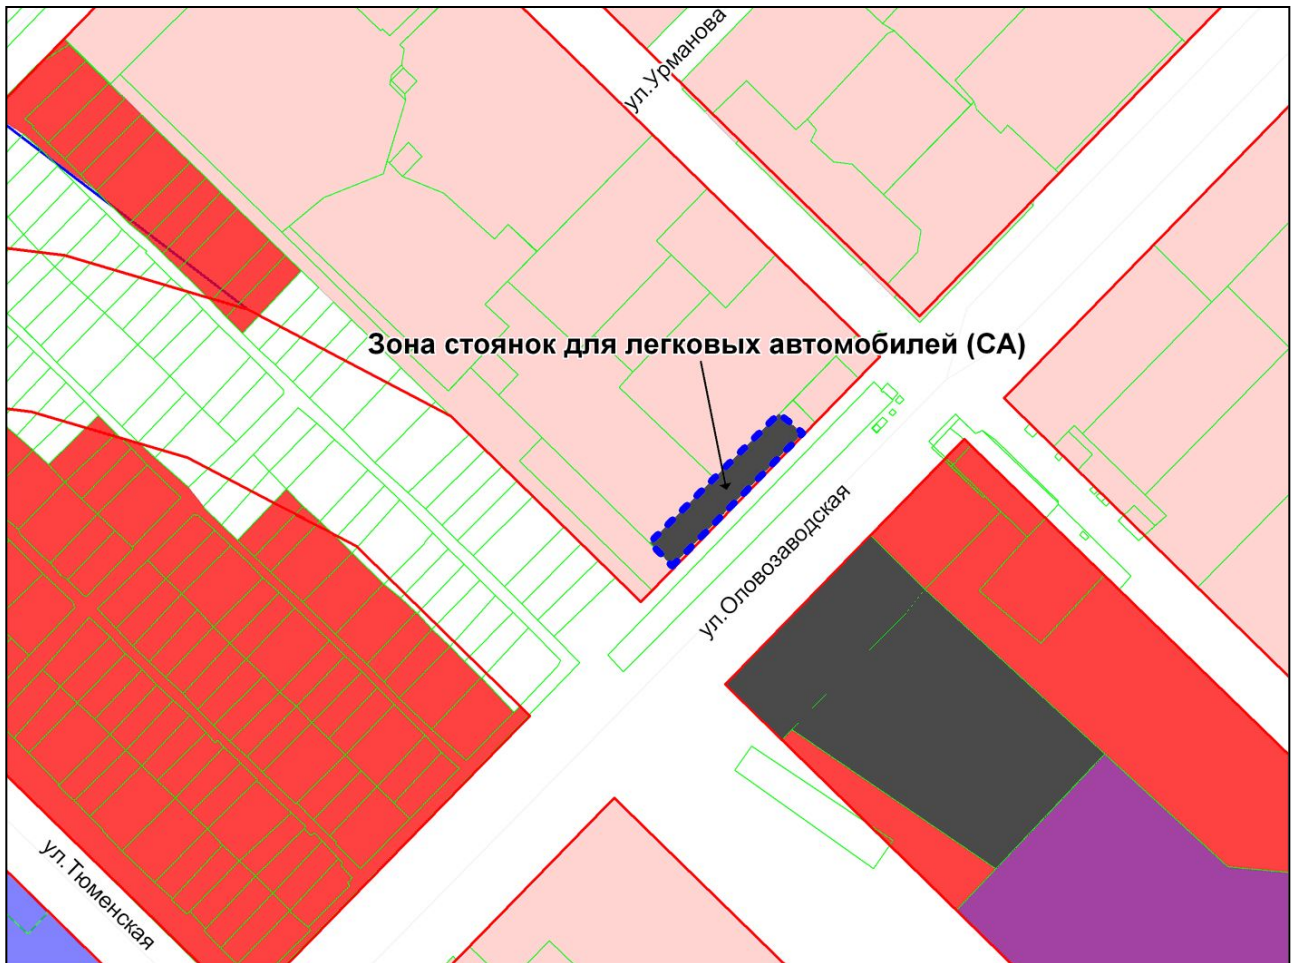 ул.Урманова
Зона стоянок для легковых автомобилей (СА)
ул.Оловозаводская
ул.Тюменская